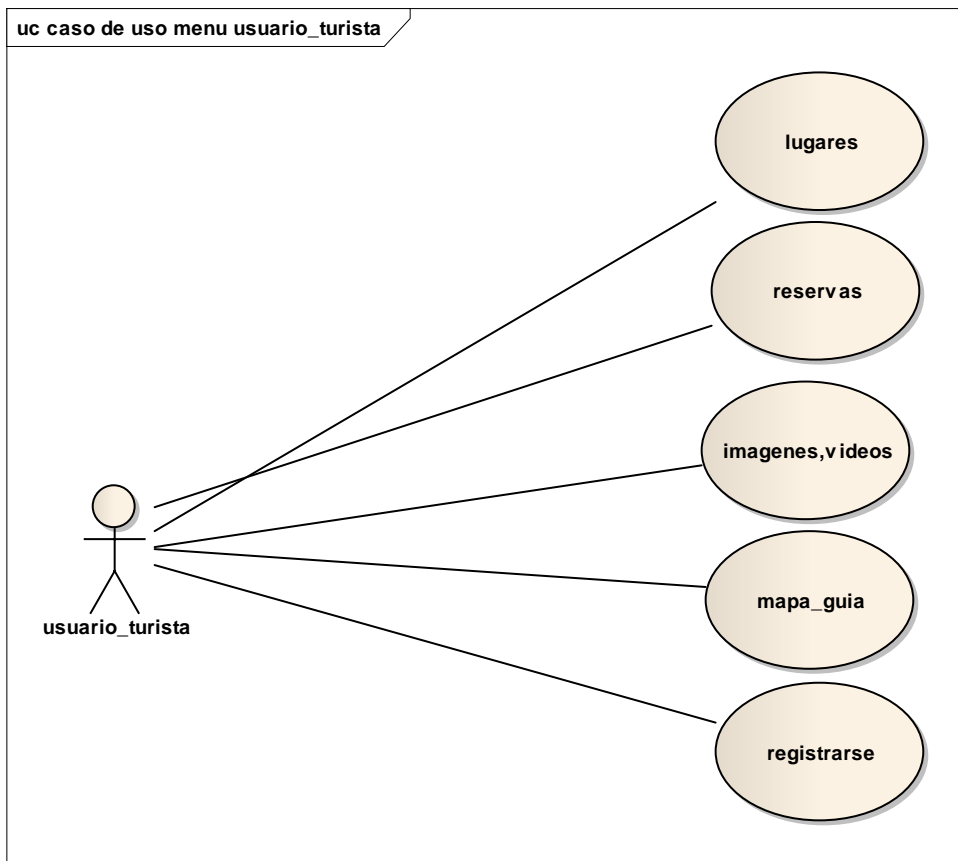 uc caso de uso menu usuario_turista
lugares
reservas
imagenes,videos
mapa_guia
registrarse
usuario_turista